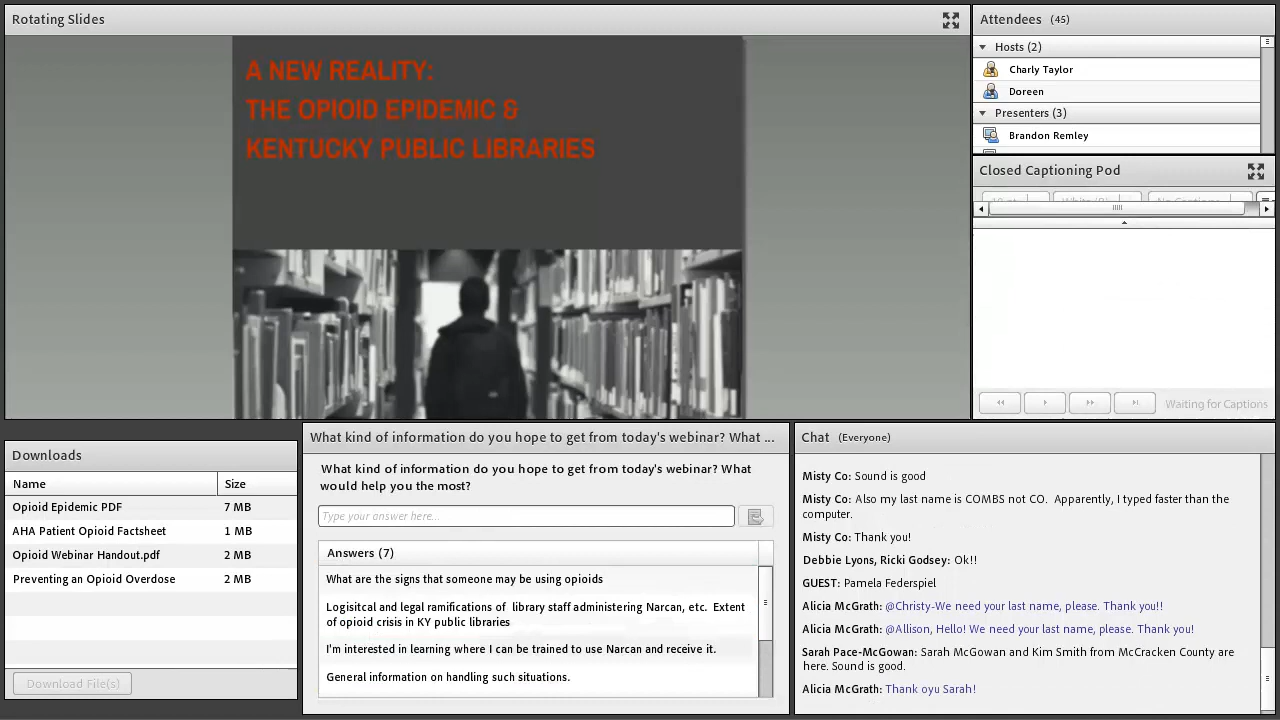 Rotating Slides
A NEW REALITY:
THE OPIOID EPIDEMIC &
KENTUCKY PUBLIC LIBRARIES
Attendees (45)
Hosts (2)
Charly Taylor
Doreen
Presenters (3)
Brandon Remley
Closed Captioning Pod
Waiting for Captions
Downloads
Name Size
Opioid Epidemic PDF 7 MB
AHA Patient Opioid Factsheet 1 MB
Opioid Webinar Handout.pdf 2 MB
Preventing an Opioid Overdose 2 MB
Download File(s)
What kind of information do you hope to get from today's webinar? What ...
What kind of information do you hope to get from today's webinar? What
would help you the most?
Type your answer here...
Answers (7)
What are the signs that someone may be using opioids
Logisitcal and legal ramifications of library staff administering Narcan, etc. Extent
of opioid crisis in KY public libraries
I'm interested in learning where I can be trained to use Narcan and receive it.
General information on handling such situations.
Chat (Everyone)
Misty Co: Sound is good
Misty Co: Also my last name is COMBS not CO. Apparently, I typed faster than the
computer.
Misty Co: Thank you!
Debbie Lyons, Ricki Godsey: Ok!!
GUEST: Pamela Federspiel
Alicia McGrath: @Christy-We need your last name, please. Thank you!!
Alicia McGrath: @Allison, Hello! We need your last name, please. Thank you!
Sarah Pace-McGowan: Sarah McGowan and Kim Smith from McCracken County are
here. Sound is good.
Alicia McGrath: Thank oyu Sarah!